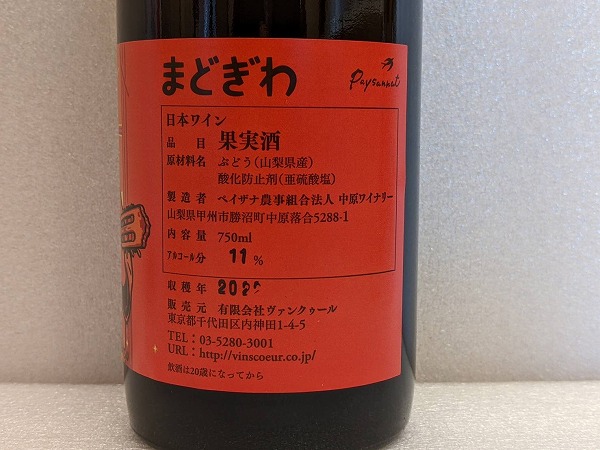 まどぎわ
Paysannat
日本ワイン
品目 果実酒
原材料名 ぶどう(山梨県産)
酸化防止剤(亜硫酸塩)
製造者 ペイザナ農事組合法人 中原ワイナリー
山梨県甲州市勝沼町中原落合5288-1
内容量 750ml
アルコール分 11%
収穫年
販売元 有限会社ヴァンクゥール
東京都千代田区内神田1-4-5
TEL:03-5280-3001
URL:http://vinscoeur.co.jp/
飲酒は20歳になってから